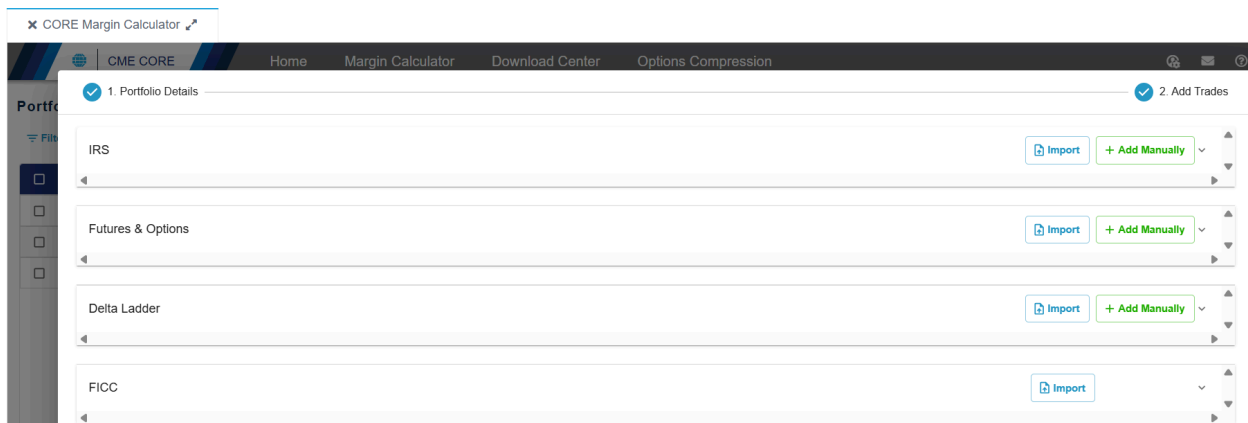 CORE Margin Calculator
CME CORE Home Margin Calculator Download Center Options Compression
1. Portfolio Details 2. Add Trades
IRS Import + Add Manually
Futures & Options Import + Add Manually
Delta Ladder Import + Add Manually
FICC Import